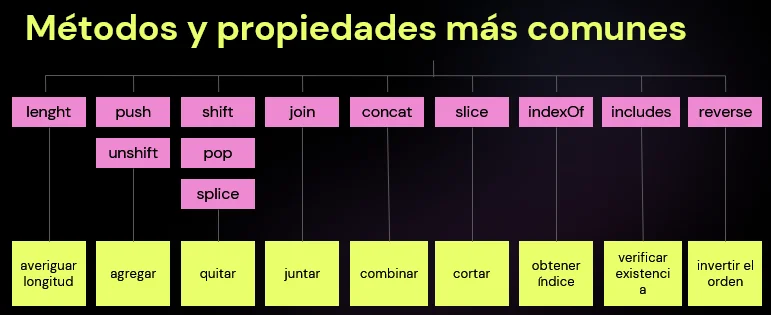 Métodos y propiedades más comunes
lenght push shift join concat slice indexOf includes reverse
unshift pop
splice
averiguar
longitud
agregar
quitar
juntar
combinar
cortar
obtener
índice
verificar
existenci
a
invertir el
orden